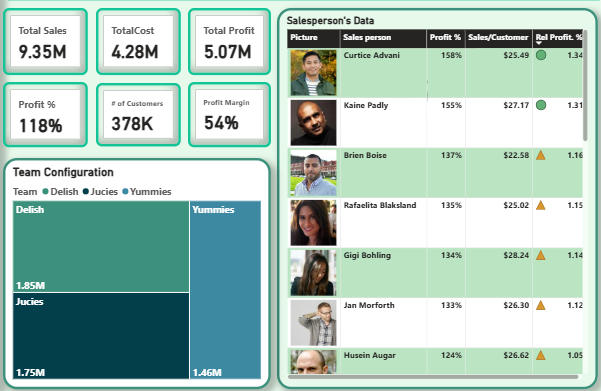 Total Sales
9.35M
TotalCost
4.28M
Total Profit
5.07M
Profit %
118%
# of Customers
378K
Profit Margin
54%
Team Configuration
Team Delish Jucies Yummies
Delish
1.85M
Jucies
1.75M
Yummies
1.46M
Salesperson's Data
Picture Sales person Profit % Sales/Customer Rel Profit. %
Curtice Advani 158% $25.49 1.34
Kaine Padly 155% $27.17 1.31
Brien Boise 137% $22.58 1.16
Rafaelita Blaksland 135% $25.02 1.15
Gigi Bohling 134% $28.24 1.14
Jan Morforth 133% $26.30 1.12
Husein Augar 124% $26.62 1.05